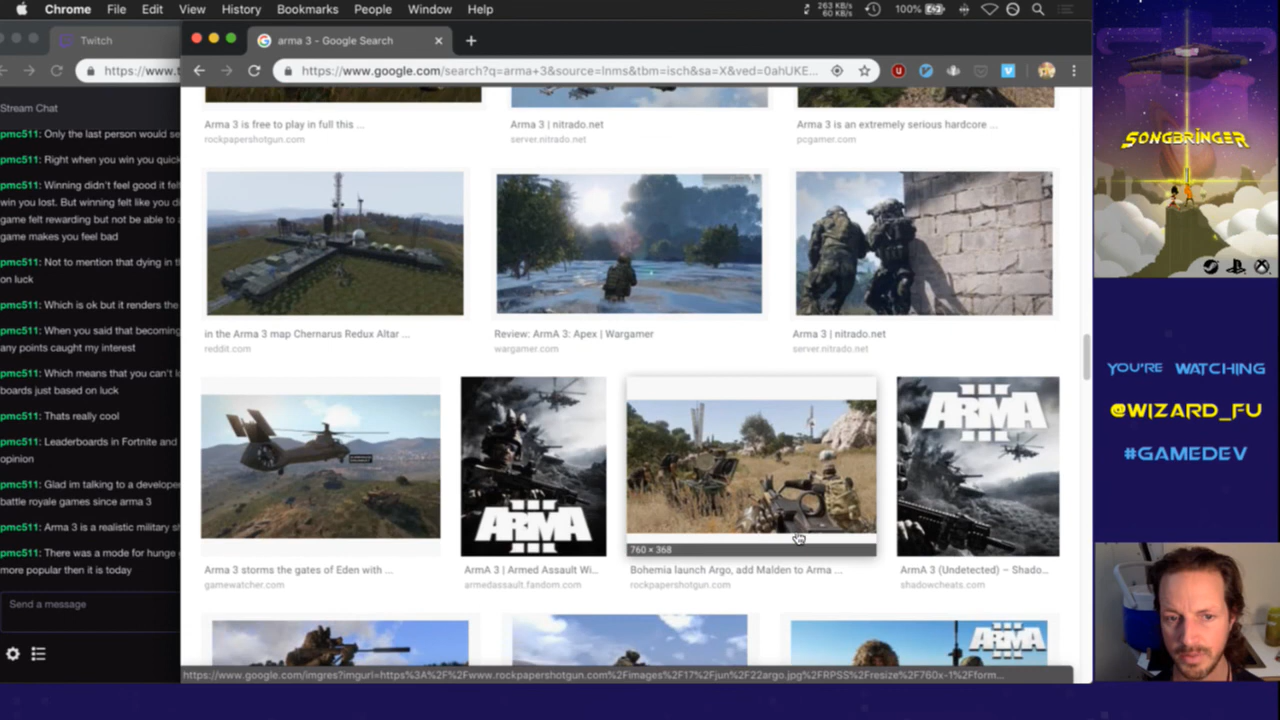 Chrome File Edit View History Bookmarks People Window Help
263 KB/s
60 KB/s
100%
Twitch
https://www.t
arma 3 - Google Search
https://www.google.com/search?q=arma+3&source=lnms&tbm=isch&sa=X&ved=0ahUKE...
Stream Chat
pmc511: Only the last person would se
pmc511: Right when you win you quick
pmc511: Winning didn't feel good it fel
win you lost. But winning felt like you di
game felt rewarding but not be able to a
game makes you feel bad
pmc511: Not to mention that dying in t
on luck
pmc511: Which is ok but it renders the
pmc511: When you said that becoming
any points caught my interest
pmc511: Which means that you can't l
boards just based on luck
pmc511: Thats really cool
pmc511: Leaderboards in Fortnite and
opinion
pmc511: Glad im talking to a develope
battle royale games since arma 3
pmc511: Arma 3 is a realistic military s
pmc511: There was a mode for hunge
more popular then it is today
Send a message
Arma 3 is free to play in full this ...
rockpapershotgun.com
Arma 3 | nitrado.net
server.nitrado.net
Arma 3 is an extremely serious hardcore ...
pcgamer.com
in the Arma 3 map Chernarus Redux Altar ...
reddit.com
Review: ArmA 3: Apex | Wargamer
wargamer.com
Arma 3 | nitrado.net
server.nitrado.net
ARMA
III
III
ARMA
760 × 368
Arma 3 storms the gates of Eden with ...
gamewatcher.com
ArmA 3 | Armed Assault Wi...
armedassault.fandom.com
Bohemia launch Argo, add Malden to Arma ...
rockpapershotgun.com
ArmA 3 (Undetected) – Shado...
shadowcheats.com
III
ARMA
https://www.google.com/imgres?imgurl=https%3A%2F%2Fwww.rockpapershotgun.com%2Fimages%2F17%2Fjun%2F22argo.jpg%2FRPSS%2Fresize%2F760x-1%2Fform...
SONGBRINGER
YOU'RE WATCHING
@WIZARD_FU
#GAMEDEV